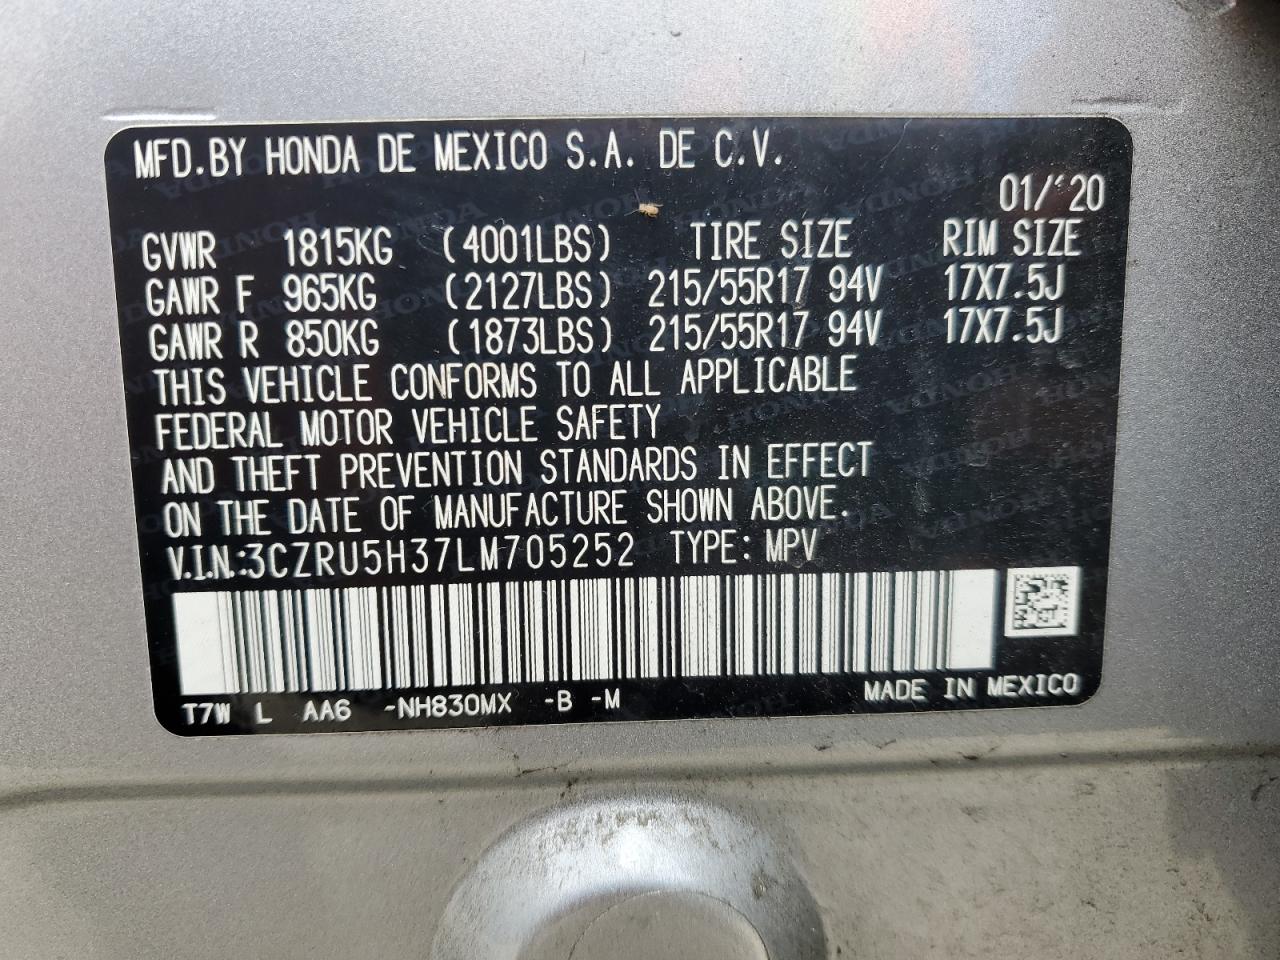 MFD.BY HONDA DE MEXICO S.A. DE C.V.
01/'20
GVWR 1815KG (4001LBS) TIRE SIZE RIM SIZE
GAWR F 965KG (2127LBS) 215/55R17 94V 17X7.5J
GAWR R 850KG (1873LBS) 215/55R17 94V 17X7.5J
THIS VEHICLE CONFORMS TO ALL APPLICABLE
FEDERAL MOTOR VEHICLE SAFETY
AND THEFT PREVENTION STANDARDS IN EFFECT
ON THE DATE OF MANUFACTURE SHOWN ABOVE.
V.I.N.:3CZRU5H37LM705252 TYPE: MPV
T7W L AA6 -NH830MX -B -M MADE IN MEXICO